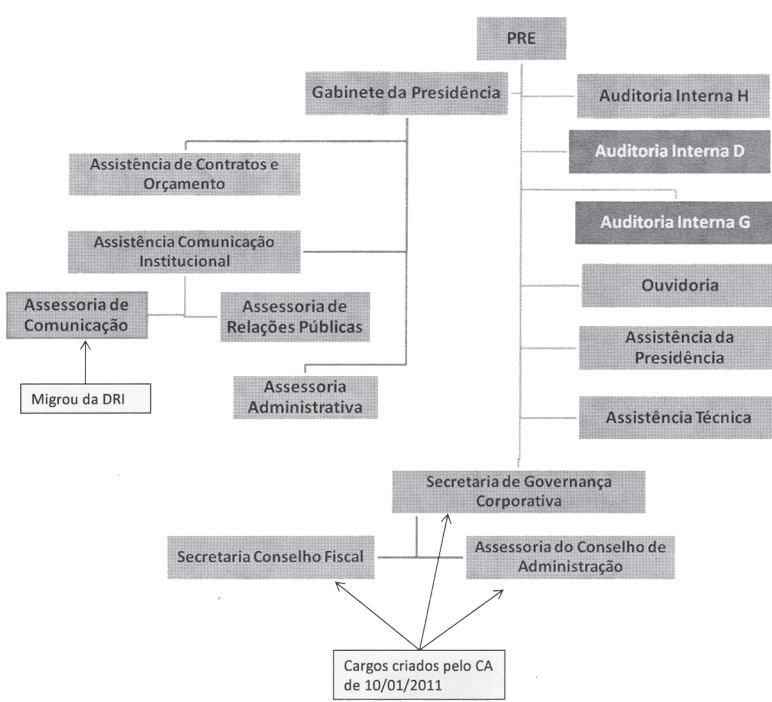 PRE
Gabinete da Presidência
Auditoria Interna H
Auditoria Interna D
Assistência de Contratos e
Orçamento
Auditoria Interna G
Assistência Comunicação
Institucional
Ouvidoria
Assessoria de
Comunicação
Assessoria de
Relações Públicas
Assistência da
Presidência
Migrou da DRI
Assessoria
Administrativa
Assistência Técnica
Secretaria de Governança
Corporativa
Secretaria Conselho Fiscal
Assessoria do Conselho de
Administração
Cargos criados pelo CA
de 10/01/2011